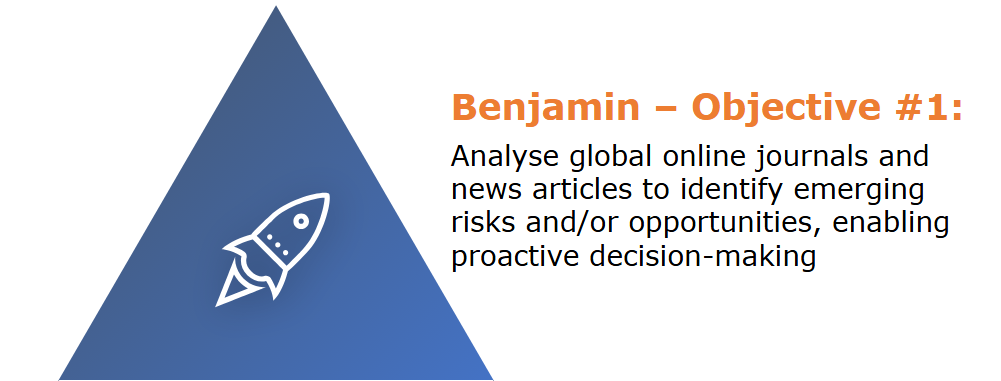 Benjamin – Objective #1:
Analyse global online journals and
news articles to identify emerging
risks and/or opportunities, enabling
proactive decision-making